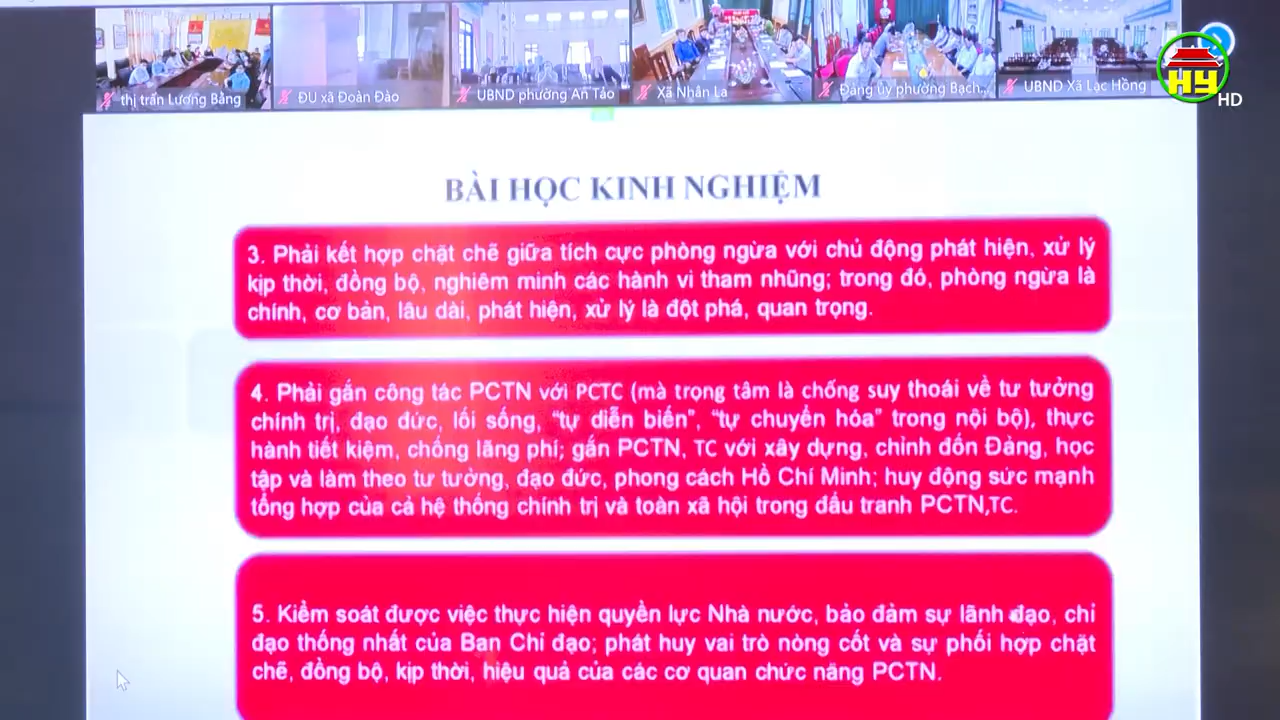 thị trấn Lương Bằng
ĐU xã Đoàn Đào
UBND phường An Tảo
Xã Nhân La
Đảng ủy phường Bạch...
UBND Xã Lạc Hồng
HY
HD
BÀI HỌC KINH NGHIỆM
3. Phải kết hợp chặt chẽ giữa tích cực phòng ngừa với chủ động phát hiện, xử lý
kịp thời, đồng bộ, nghiêm minh các hành vi tham nhũng; trong đó, phòng ngừa là
chính, cơ bản, lâu dài, phát hiện, xử lý là đột phá, quan trọng.
4. Phải gắn công tác PCTN với PCTC (mà trọng tâm là chống suy thoái về tư tưởng
chính trị, đạo đức, lối sống, “tự diễn biến”, “tự chuyển hóa” trong nội bộ), thực
hành tiết kiệm, chống lãng phí; gắn PCTN, TC với xây dựng, chỉnh đốn Đảng, học
tập và làm theo tư tưởng, đạo đức, phong cách Hồ Chí Minh; huy động sức mạnh
tổng hợp của cả hệ thống chính trị và toàn xã hội trong đấu tranh PCTN,TC.
5. Kiểm soát được việc thực hiện quyền lực Nhà nước, bảo đảm sự lãnh đạo, chỉ
đạo thống nhất của Ban Chỉ đạo; phát huy vai trò nòng cốt và sự phối hợp chặt
chẽ, đồng bộ, kịp thời, hiệu quả của các cơ quan chức năng PCTN.